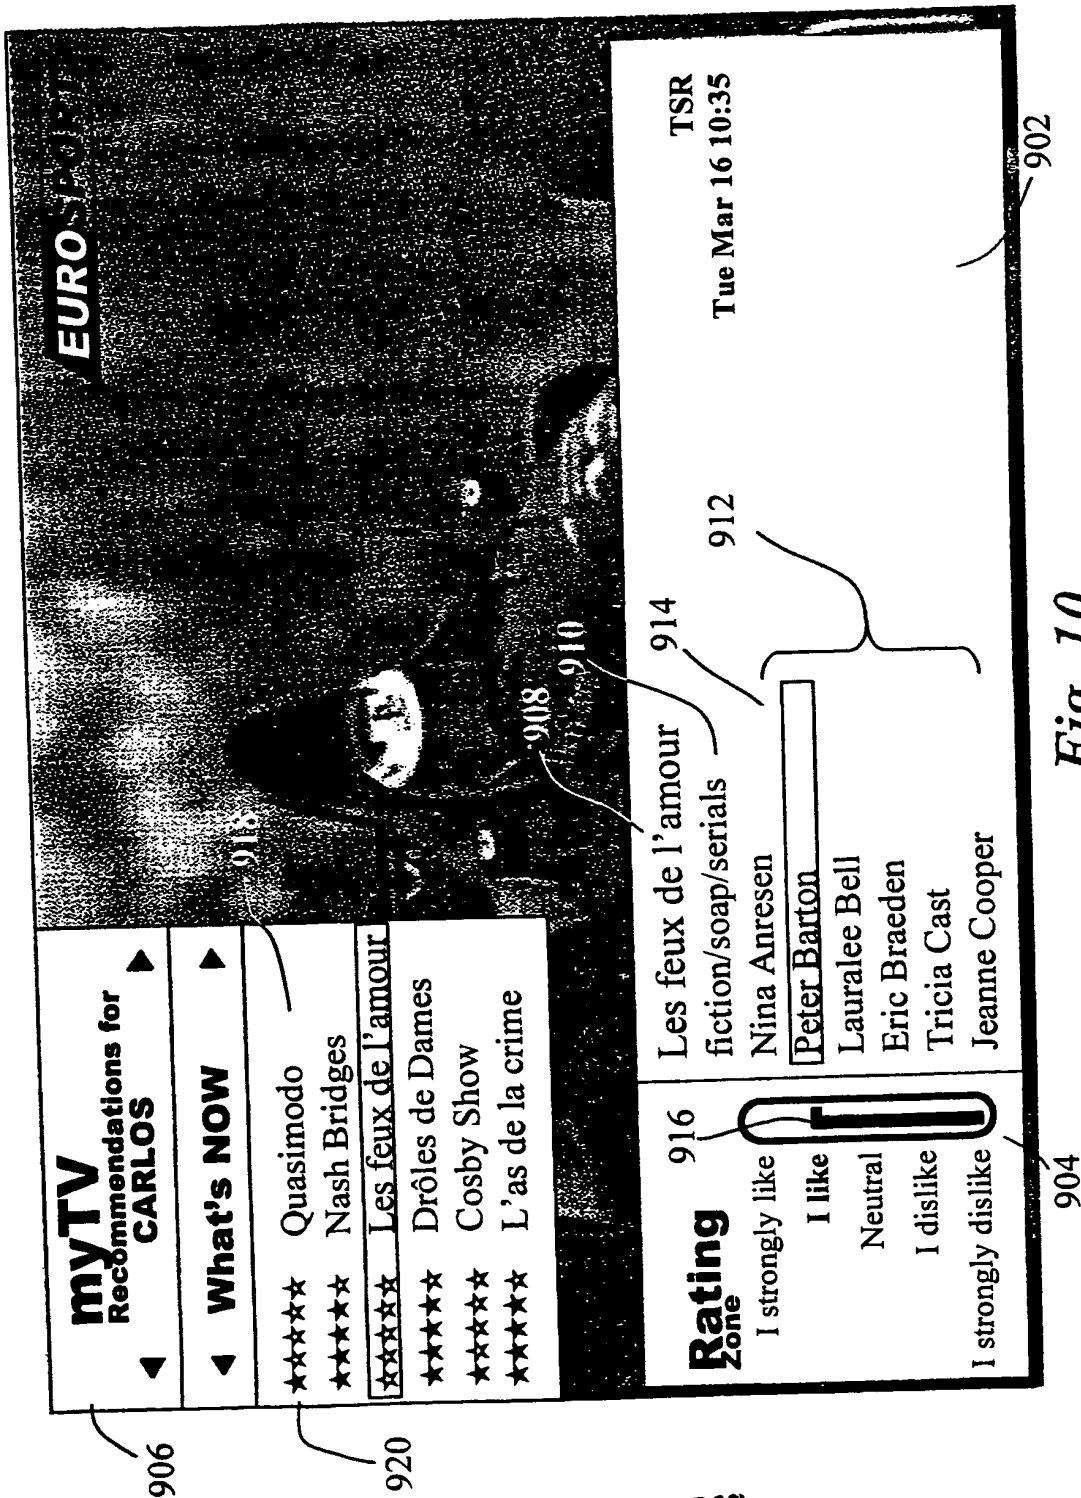 EUROSPORT
myTV
Recommendations for
CARLOS
What's NOW
★★★★★ Quasimodo
★★★★★ Nash Bridges
★★★★★ Les feux de l'amour
★★★★★ Drôles de Dames
★★★★★ Cosby Show
★★★★★ L'as de la crime
906
918
920
908
910
914
912
916
904
902
Rating
zone
I strongly like
I like
Neutral
I dislike
I strongly dislike
Les feux de l'amour
fiction/soap/serials
Nina Anresen
Peter Barton
Lauralee Bell
Eric Braeden
Tricia Cast
Jeanne Cooper
TSR
Tue Mar 16 10:35
Fig. 10